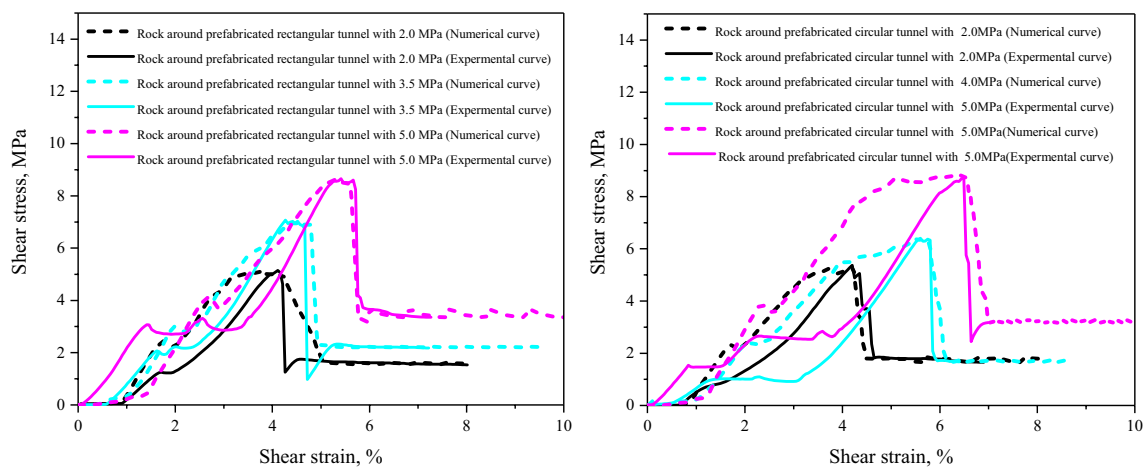 14
12
10
8
6
4
2
0
Shear stress, MPa
Rock around prefabricated rectangular tunnel with 2.0 MPa (Numerical curve)
Rock around prefabricated rectangular tunnel with 2.0 MPa (Expermental curve)
Rock around prefabricated rectangular tunnel with 3.5 MPa (Numerical curve)
Rock around prefabricated rectangular tunnel with 3.5 MPa (Expermental curve)
Rock around prefabricated rectangular tunnel with 5.0 MPa (Numerical curve)
Rock around prefabricated rectangular tunnel with 5.0 MPa (Expermental curve)
0 2 4 6 8 10
Shear strain, %
14
12
10
8
6
4
2
0
Shear stress, MPa
Rock around prefabricated circular tunnel with 2.0MPa (Numerical curve)
Rock around prefabricated circular tunnel with 2.0MPa (Expermental curve)
Rock around prefabricated circular tunnel with 4.0MPa (Numerical curve)
Rock around prefabricated circular tunnel with 5.0MPa (Expermental curve)
Rock around prefabricated circular tunnel with 5.0MPa(Numerical curve)
Rock around prefabricated circular tunnel with 5.0MPa(Expermental curve)
0 2 4 6 8 10
Shear strain, %